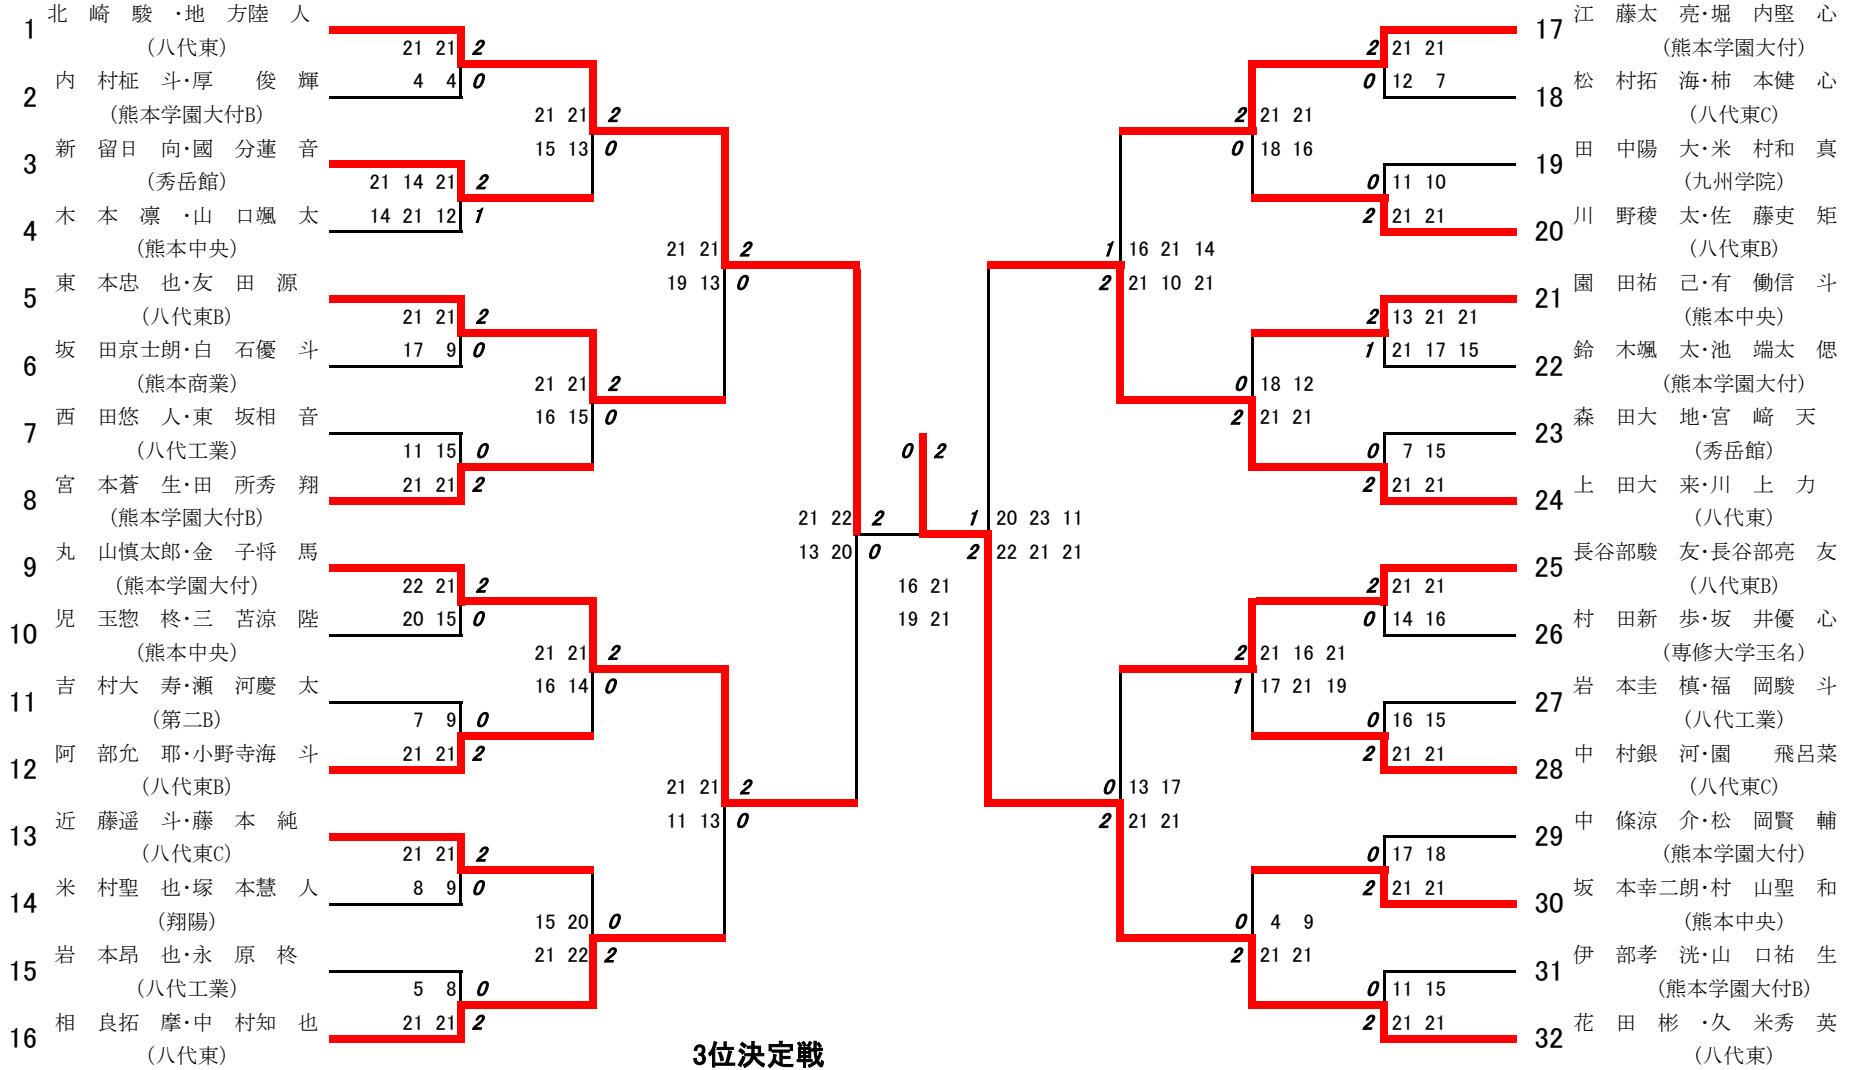 1 北 崎 駿 ・地 方陸 人
(八代東)
21 21 2
2 内 村柾 斗・厚 俊 輝
4 4 0
(熊本学園大付B)
21 21 2
15 13 0
3 新 留日 向・國 分蓮 音
(秀岳館)
21 14 21 2
4 木 本 凛 ・山 口颯 太
14 21 12 1
(熊本中央)
21 21 2
19 13 0
5 東 本忠 也・友 田 源
(八代東B)
21 21 2
6 坂 田京士朗・白 石優 斗
17 9 0
(熊本商業)
21 21 2
16 15 0
7 西 田悠 人・東 坂相 音
(八代工業)
11 15 0
8 宮 本蒼 生・田 所秀 翔
21 21 2
(熊本学園大付B)
21 22 2
13 20 0
9 丸 山慎太郎・金 子将 馬
(熊本学園大付)
22 21 2
10 児 玉惣 柊・三 苫涼 陸
20 15 0
(熊本中央)
21 21 2
16 14 0
11 吉 村大 寿・瀬 河慶 太
(第二B)
7 9 0
12 阿 部允 耶・小野寺海 斗
21 21 2
(八代東B)
21 21 2
11 13 0
13 近 藤遥 斗・藤 本 純
(八代東C)
21 21 2
14 米 村聖 也・塚 本慧 人
8 9 0
(翔陽)
15 20 0
21 22 2
15 岩 本昂 也・永 原 柊
(八代工業)
5 8 0
16 相 良拓 摩・中 村知 也
21 21 2
(八代東)
0 2
16 21
19 21
3位決定戦
17 江 藤太 亮・堀 内堅 心
(熊本学園大付)
2 21 21
18 松 村拓 海・柿 本健 心
0 12 7
(八代東C)
2 21 21
0 18 16
19 田 中陽 大・米 村和 真
(九州学院)
0 11 10
20 川 野稜 太・佐 藤吏 矩
2 21 21
(八代東B)
1 16 21 14
2 21 10 21
21 園 田祐 己・有 働信 斗
(熊本中央)
2 13 21 21
22 鈴 木颯 太・池 端太 偲
1 21 17 15
(熊本学園大付)
0 18 12
2 21 21
23 森 田大 地・宮 﨑 天
(秀岳館)
0 7 15
24 上 田大 来・川 上 力
2 21 21
(八代東)
1 20 23 11
2 22 21 21
25 長谷部駿 友・長谷部亮 友
(八代東B)
2 21 21
26 村 田新 歩・坂 井優 心
0 14 16
(専修大学玉名)
2 21 16 21
1 17 21 19
27 岩 本圭 槙・福 岡駿 斗
(八代工業)
0 16 15
28 中 村銀 河・園 飛呂菜
2 21 21
(八代東C)
0 13 17
2 21 21
29 中 條涼 介・松 岡賢 輔
(熊本学園大付)
0 17 18
30 坂 本幸二朗・村 山聖 和
2 21 21
(熊本中央)
0 4 9
2 21 21
31 伊 部孝 洸・山 口祐 生
(熊本学園大付B)
0 11 15
32 花 田 彬 ・久 米秀 英
2 21 21
(八代東)